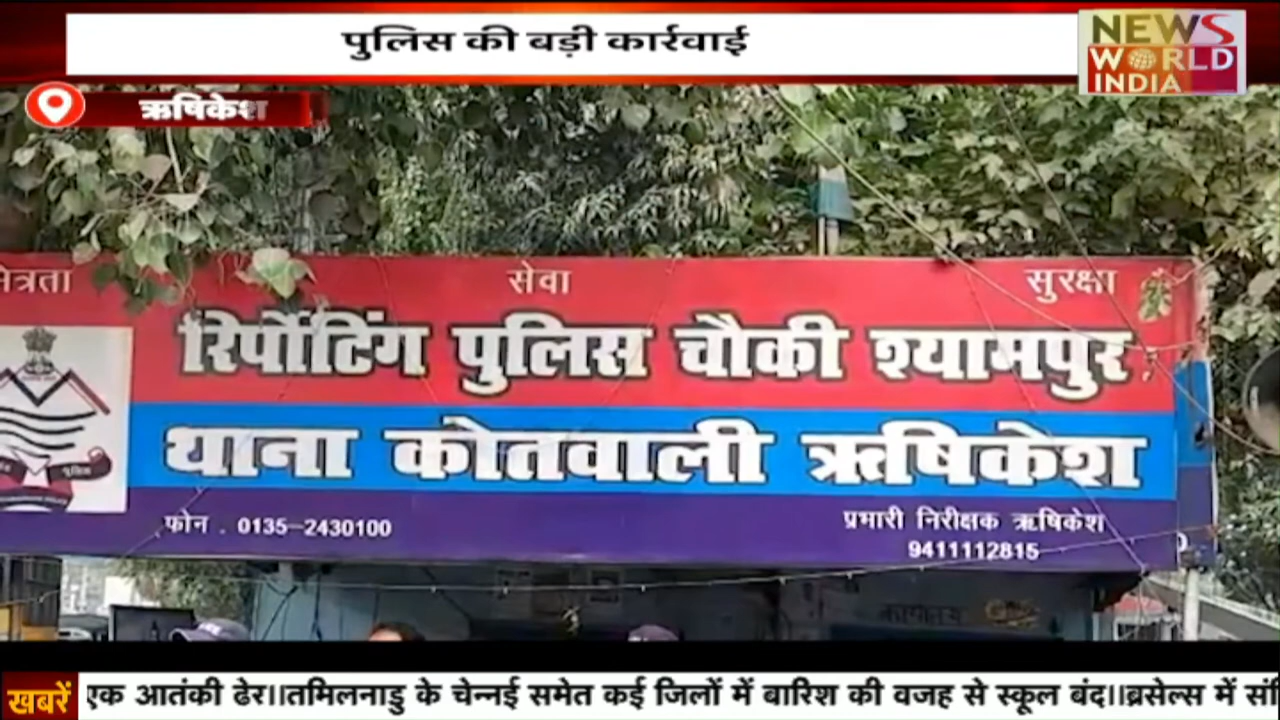 पुलिस की बड़ी कार्रवाई
NEWS
WORLD
INDIA
ऋषिकेश
सेवा
सुरक्षा
रिर्पोटिंग पुलिस चौकी श्यामपुर
थाना कोतवाली ऋषिकेश
फोन . 0135-2430100
प्रभारी निरीक्षक ऋषिकेश
9411112815
पुलिस
कार्यालय
खबरें
एक आतंकी ढेर।।तमिलनाडु के चेन्नई समेत कई जिलों में बारिश की वजह से स्कूल बंद।।ब्रसेल्स में